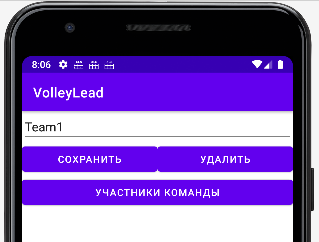 8:06
VolleyLead
Team1
СОХРАНИТЬ УДАЛИТЬ
УЧАСТНИКИ КОМАНДЫ